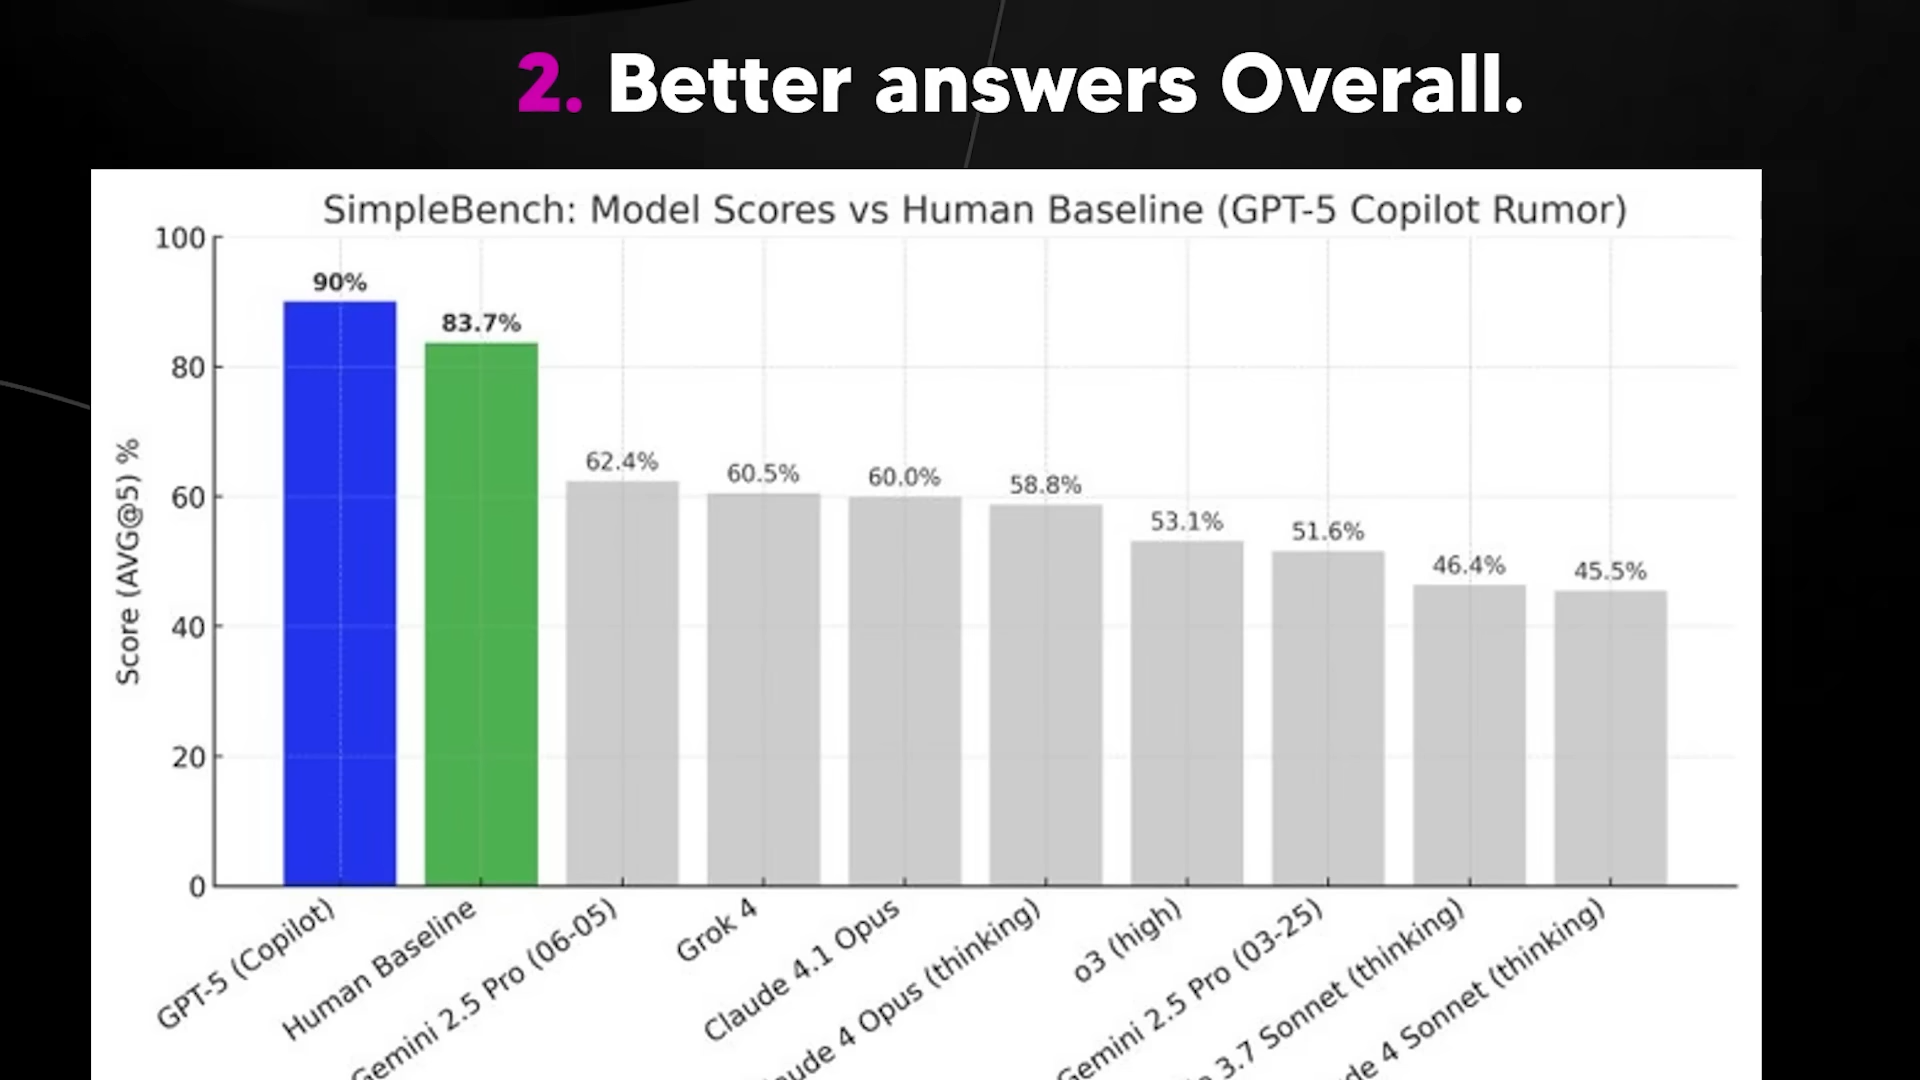 2. Better answers Overall.
SimpleBench: Model Scores vs Human Baseline (GPT-5 Copilot Rumor)
Score (AVG@5) %
100
80
60
40
20
0
90%
83.7%
62.4%
60.5%
60.0%
58.8%
53.1%
51.6%
46.4%
45.5%
GPT-5 (Copilot)
Human Baseline
Gemini 2.5 Pro (06-05)
Grok 4
Claude 4.1 Opus
4 Opus (thinking)
o3 (high)
Gemini 2.5 Pro (03-25)
3.7 Sonnet (thinking)
4 Sonnet (thinking)